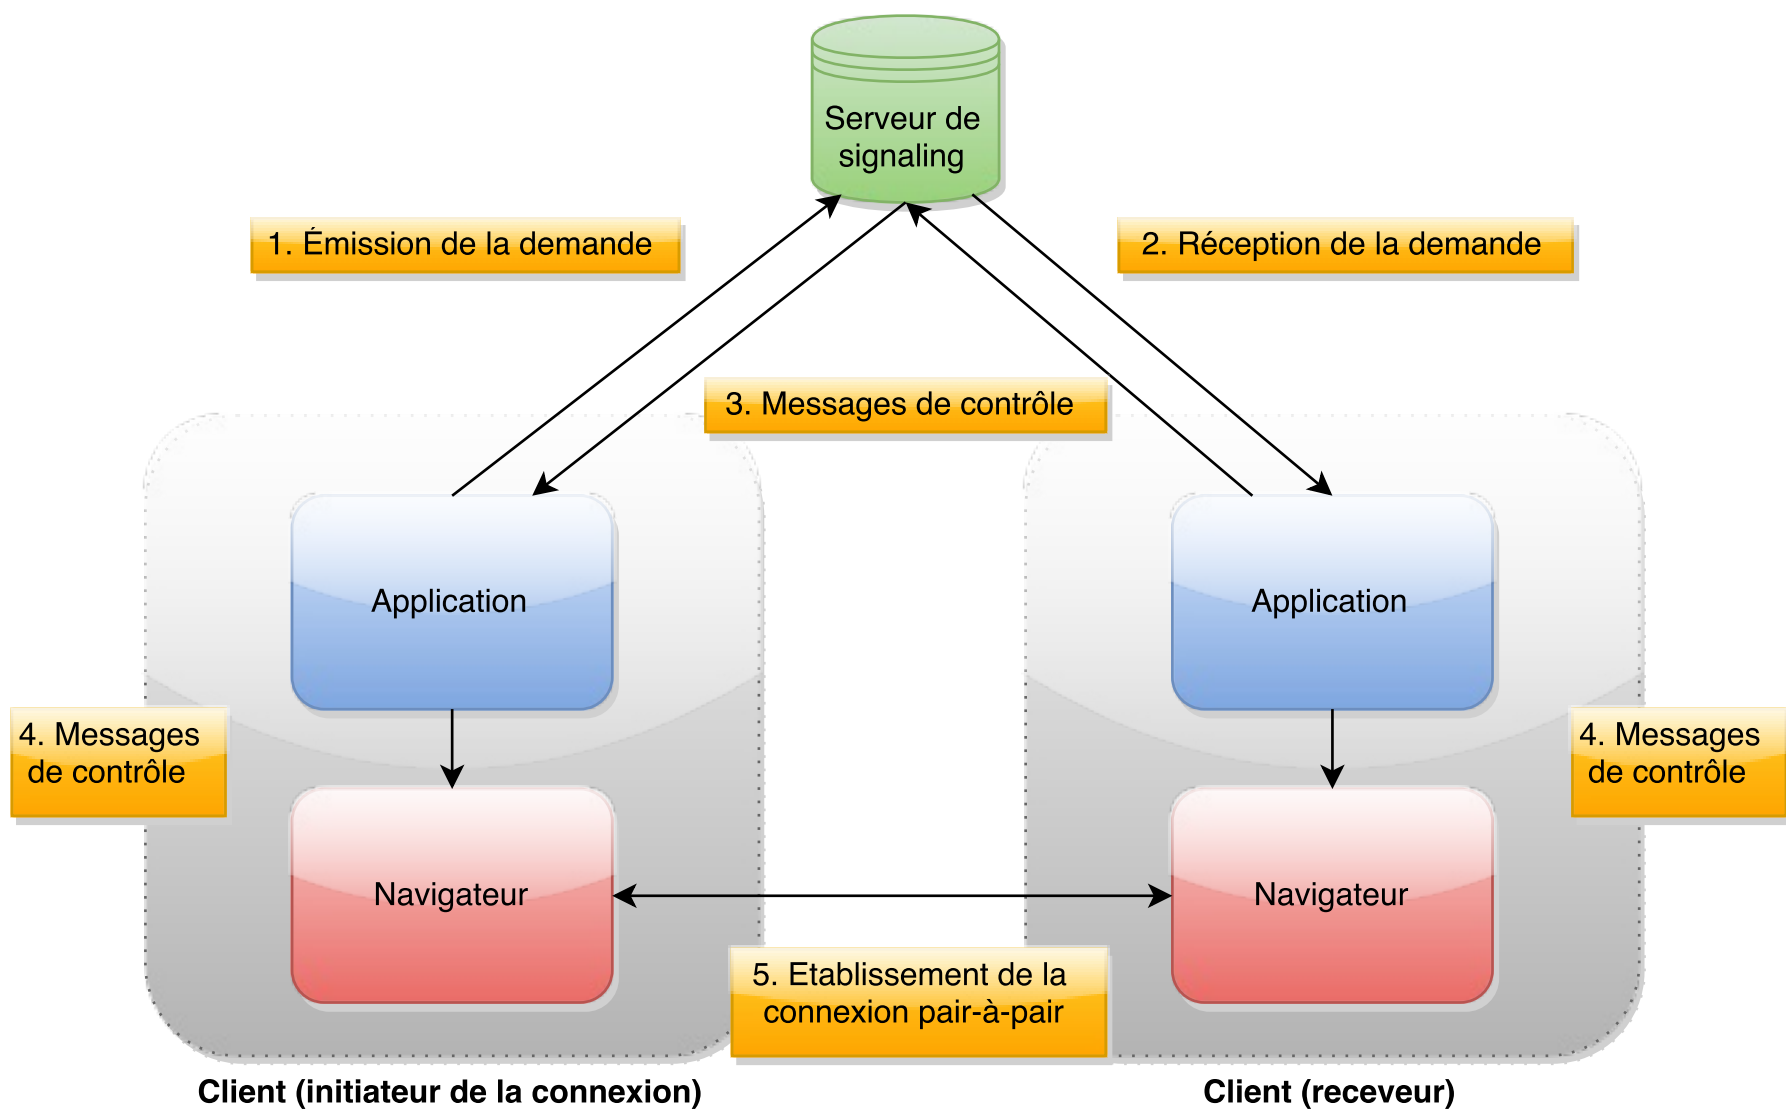 Serveur de
signaling
1. Émission de la demande
2. Réception de la demande
3. Messages de contrôle
Application
Application
4. Messages
de contrôle
4. Messages
de contrôle
Navigateur
Navigateur
5. Etablissement de la
connexion pair-à-pair
Client (initiateur de la connexion)
Client (receveur)